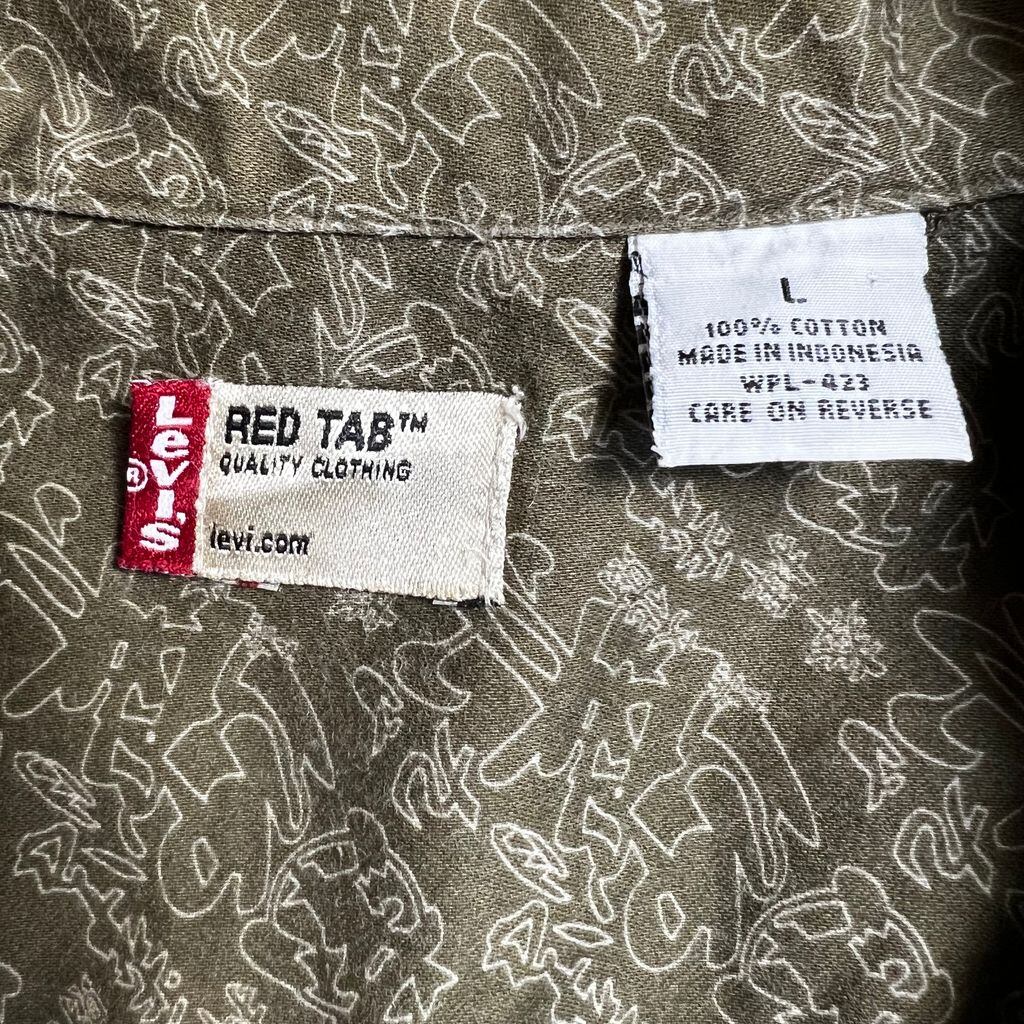 Levi's®
RED TAB™
QUALITY CLOTHING
levi.com
L
100% COTTON
MADE IN INDONESIA
WPL-423
CARE ON REVERSE